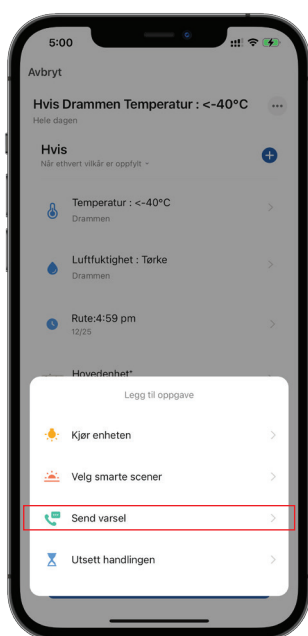 5:00
Avbryt
Hvis Drammen Temperatur : <-40°C
Hele dagen
Hvis
Når ethvert vilkår er oppfylt
Temperatur : <-40°C
Drammen
Luftfuktighet : Tørke
Drammen
Rute:4:59 pm
12/25
Hovedenhet"
Legg til oppgave
Kjør enheten
Velg smarte scener
Send varsel
Utsett handlingen